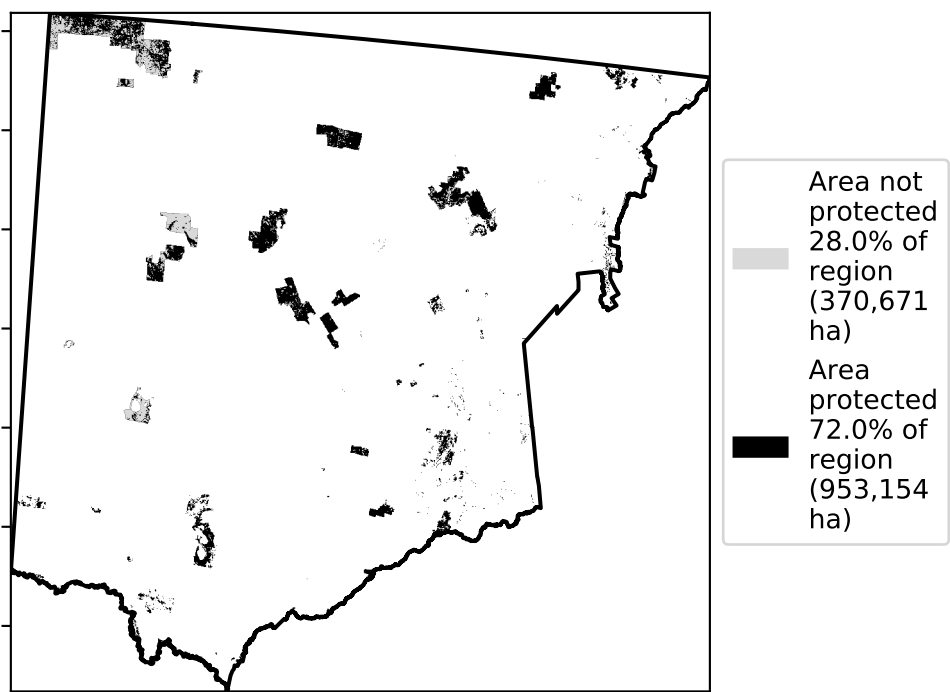 Area not
protected
28.0% of
region
(370,671
ha)
Area
protected
72.0% of
region
(953,154
ha)